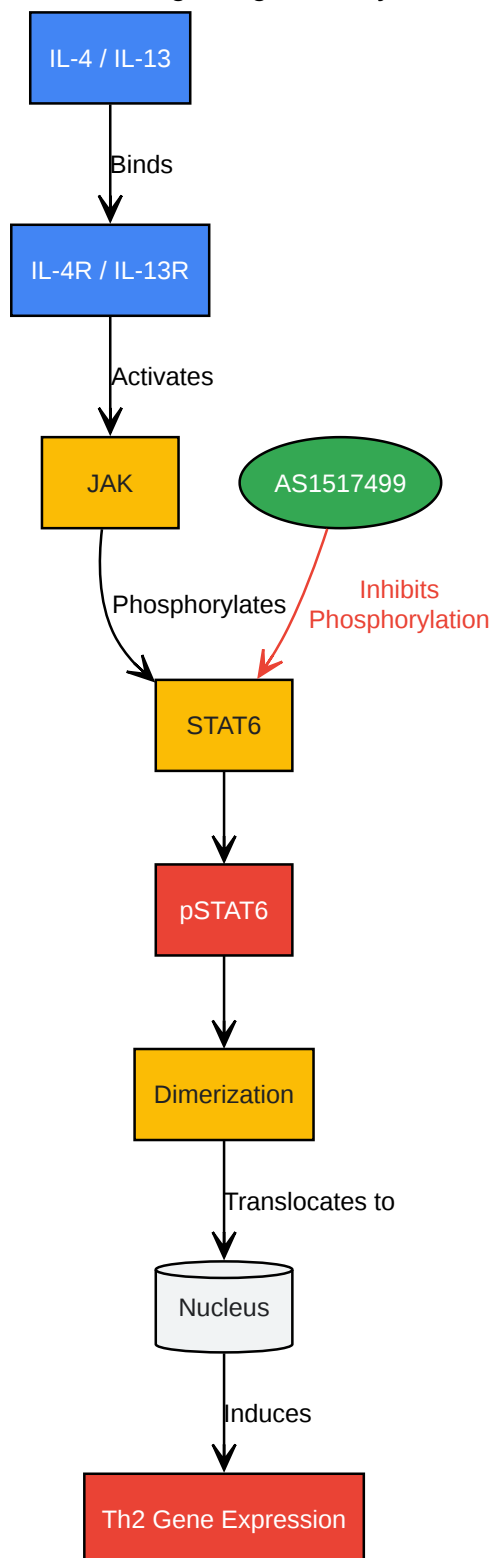 IL-4 / IL-13
Binds
IL-4R / IL-13R
Activates
JAK
AS1517499
Phosphorylates
Inhibits
Phosphorylation
STAT6
pSTAT6
Dimerization
Translocates to
Nucleus
Induces
Th2 Gene Expression